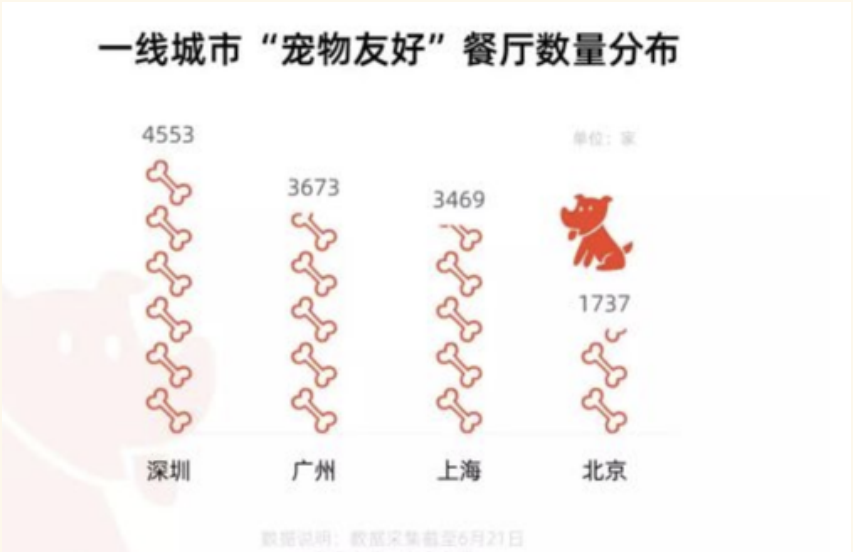 一线城市“宠物友好”餐厅数量分布
单位：家
4553
3673
3469
1737
深圳
广州
上海
北京
数据说明：数据采集截至6月21日